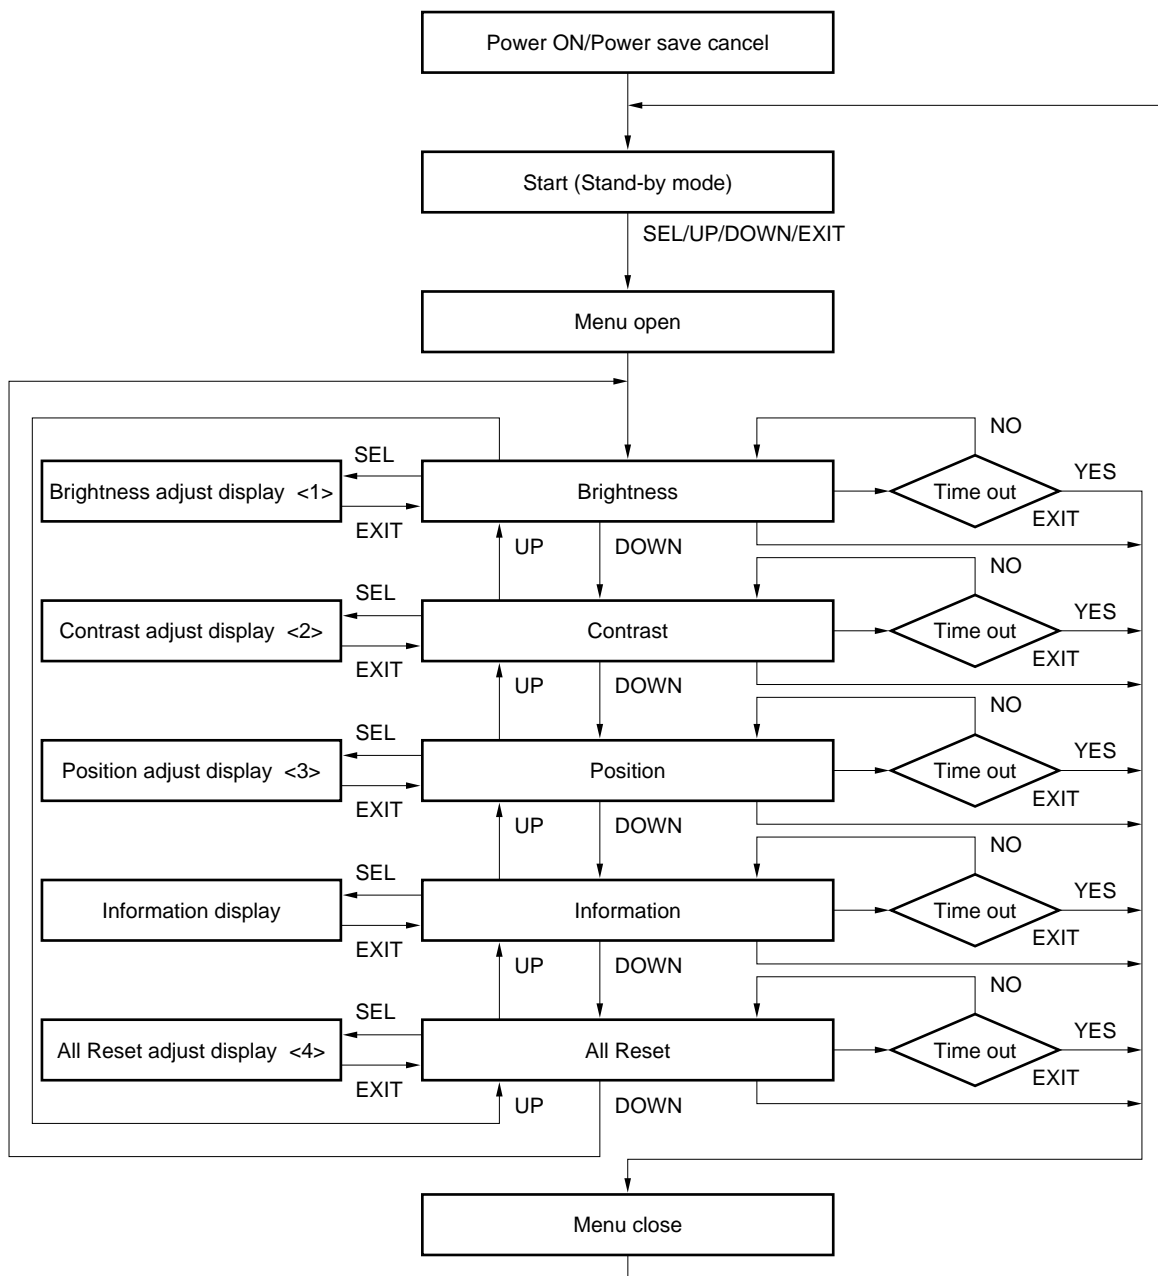 Power ON/Power save cancel
Start (Stand-by mode)
SEL/UP/DOWN/EXIT
Menu open
NO
SEL
YES
Brightness adjust display <1>
Brightness
Time out
EXIT
EXIT
UP
DOWN
NO
SEL
YES
Contrast adjust display <2>
Contrast
Time out
EXIT
EXIT
UP
DOWN
NO
SEL
YES
Position adjust display <3>
Position
Time out
EXIT
EXIT
UP
DOWN
NO
SEL
YES
Information display
Information
Time out
EXIT
EXIT
UP
DOWN
NO
SEL
YES
All Reset adjust display <4>
All Reset
Time out
EXIT
EXIT
UP
DOWN
Menu close